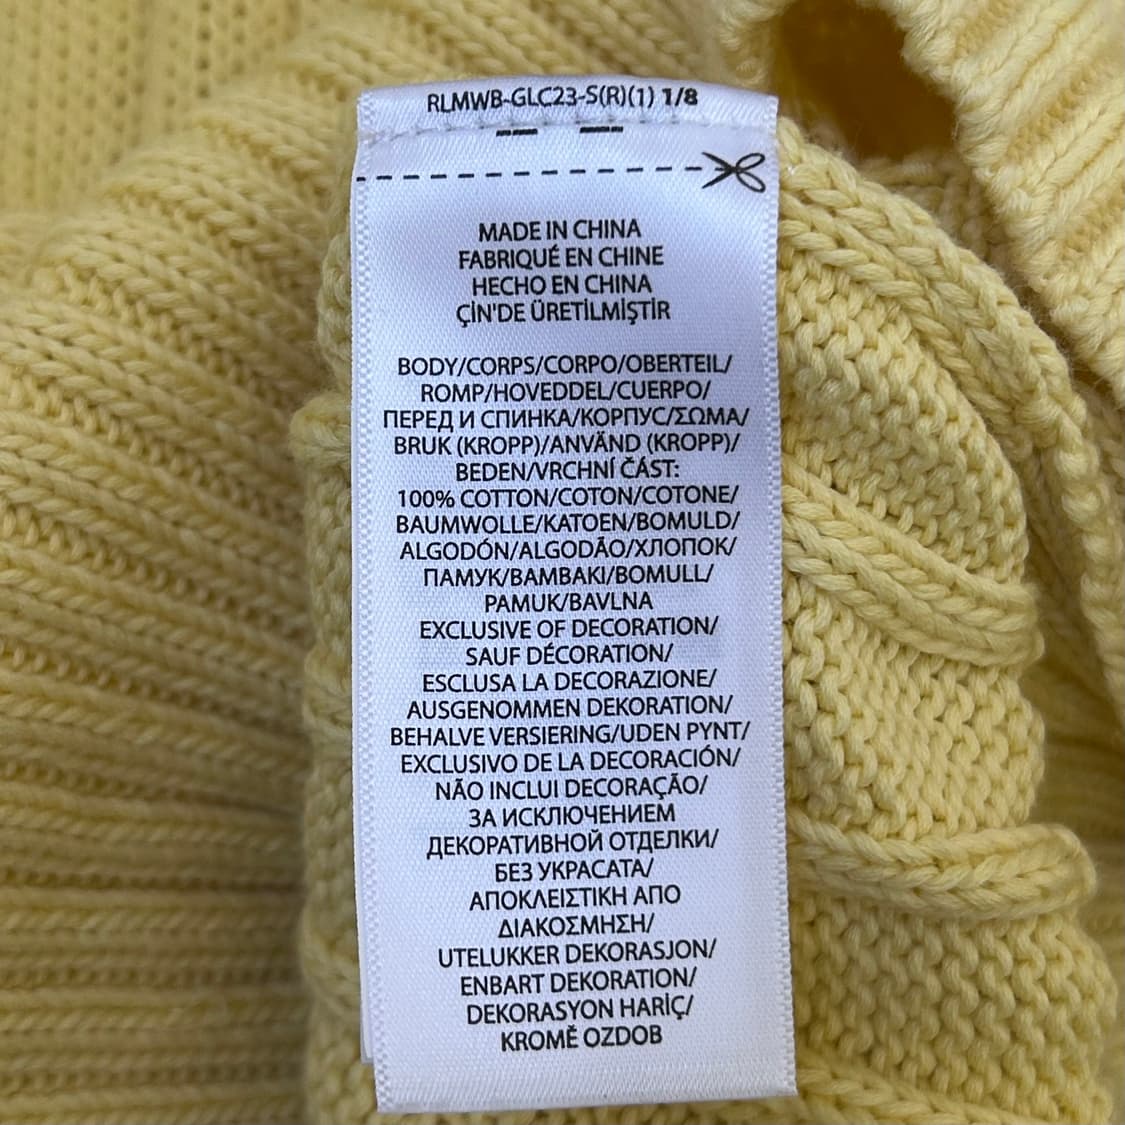 RLMWB-GLC23-S(R)(1) 1/8
MADE IN CHINA
FABRIQUÉ EN CHINE
HECHO EN CHINA
ÇİN'DE ÜRETİLMİŞTİR
BODY/CORPS/CORPO/OBERTEIL/
ROMP/HOVEDDEL/CUERPO/
ПЕРЕД И СПИНКА/КОРПУС/ΣΩΜΑ/
BRUK (KROPP)/ANVÄND (KROPP)/
BEDEN/VRCHNÍ ČÁST:
100% COTTON/COTON/COTONE/
BAUMWOLLE/KATOEN/BOMULD/
ALGODÓN/ALGODÃO/ХЛОПОК/
ПАМУК/ΒΑΜΒΑΚΙ/BOMULL/
PAMUK/BAVLNA
EXCLUSIVE OF DECORATION/
SAUF DÉCORATION/
ESCLUSA LA DECORAZIONE/
AUSGENOMMEN DEKORATION/
BEHALVE VERSIERING/UDEN PYNT/
EXCLUSIVO DE LA DECORACIÓN/
NÃO INCLUI DECORAÇÃO/
ЗА ИСКЛЮЧЕНИЕМ
ДЕКОРАТИВНОЙ ОТДЕЛКИ/
БЕЗ УКРАСАТА/
ΑΠΟΚΛΕΙΣΤΙΚΗ ΑΠΟ
ΔΙΑΚΟΣΜΗΣΗ/
UTELUKKER DEKORASJON/
ENBART DEKORATION/
DEKORASYON HARİÇ/
KROMĚ OZDOB